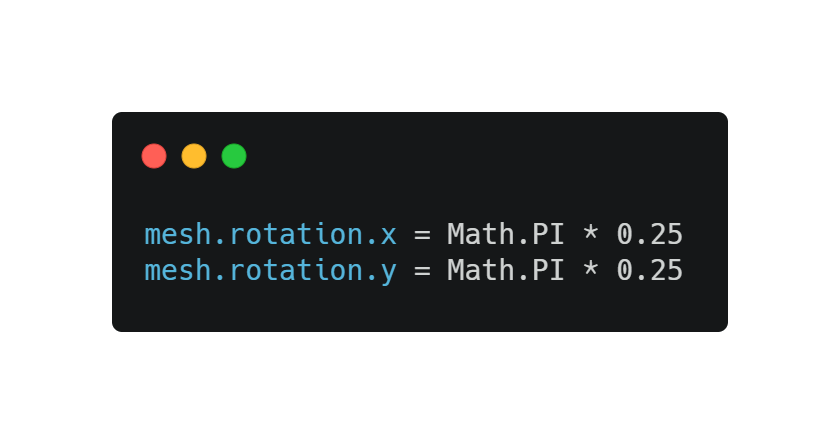 mesh.rotation.x = Math.PI * 0.25
mesh.rotation.y = Math.PI * 0.25